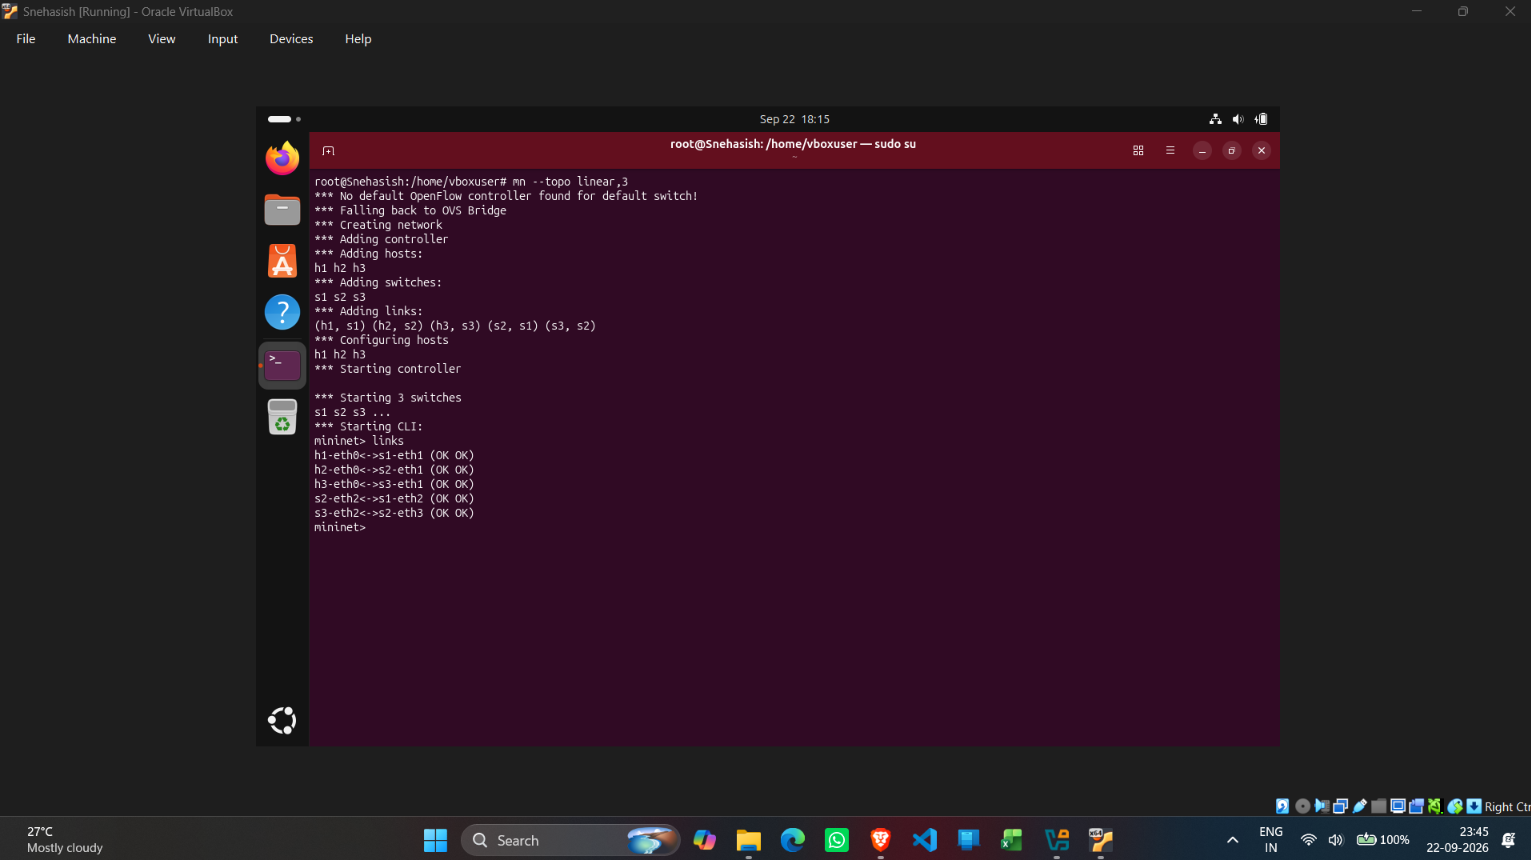 Snehasish [Running] - Oracle VirtualBox
File Machine View Input Devices Help
Sep 22 18:15
root@Snehasish: /home/vboxuser — sudo su
~
root@Snehasish:/home/vboxuser# mn --topo linear,3
*** No default OpenFlow controller found for default switch!
*** Falling back to OVS Bridge
*** Creating network
*** Adding controller
*** Adding hosts:
h1 h2 h3
*** Adding switches:
s1 s2 s3
*** Adding links:
(h1, s1) (h2, s2) (h3, s3) (s2, s1) (s3, s2)
*** Configuring hosts
h1 h2 h3
*** Starting controller

*** Starting 3 switches
s1 s2 s3 ...
*** Starting CLI:
mininet> links
h1-eth0<->s1-eth1 (OK OK)
h2-eth0<->s2-eth1 (OK OK)
h3-eth0<->s3-eth1 (OK OK)
s2-eth2<->s1-eth2 (OK OK)
s3-eth2<->s2-eth3 (OK OK)
mininet>
Right Ctr
27°C
Mostly cloudy
Search
ENG
IN
100%
23:45
22-09-2026